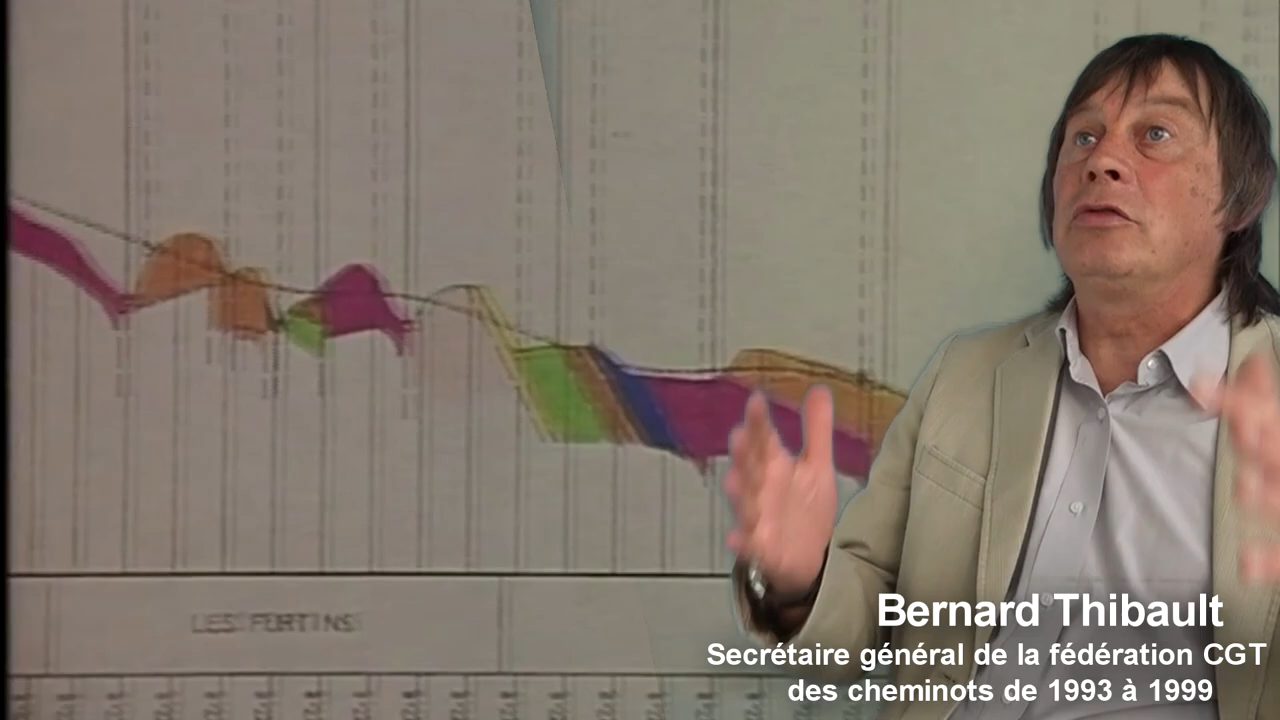 LES FORTINS
Bernard Thibault
Secrétaire général de la fédération CGT
des cheminots de 1993 à 1999